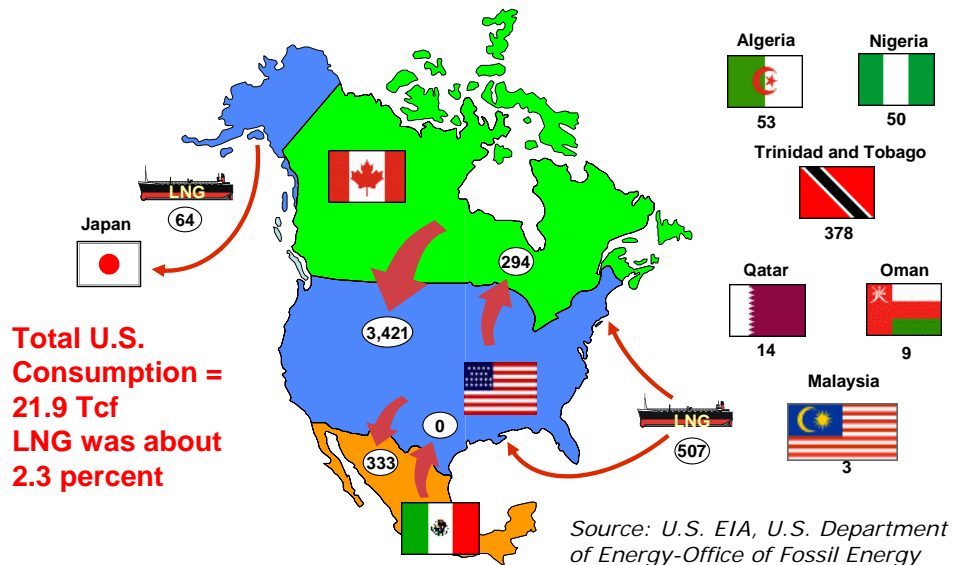 Algeria
53
Nigeria
50
Trinidad and Tobago
378
LNG
64
Japan
294
3,421
Qatar
14
Oman
9
Total U.S.
Consumption =
21.9 Tcf
LNG was about
2.3 percent
Malaysia
3
0
LNG
507
333
Source: U.S. EIA, U.S. Department
of Energy-Office of Fossil Energy